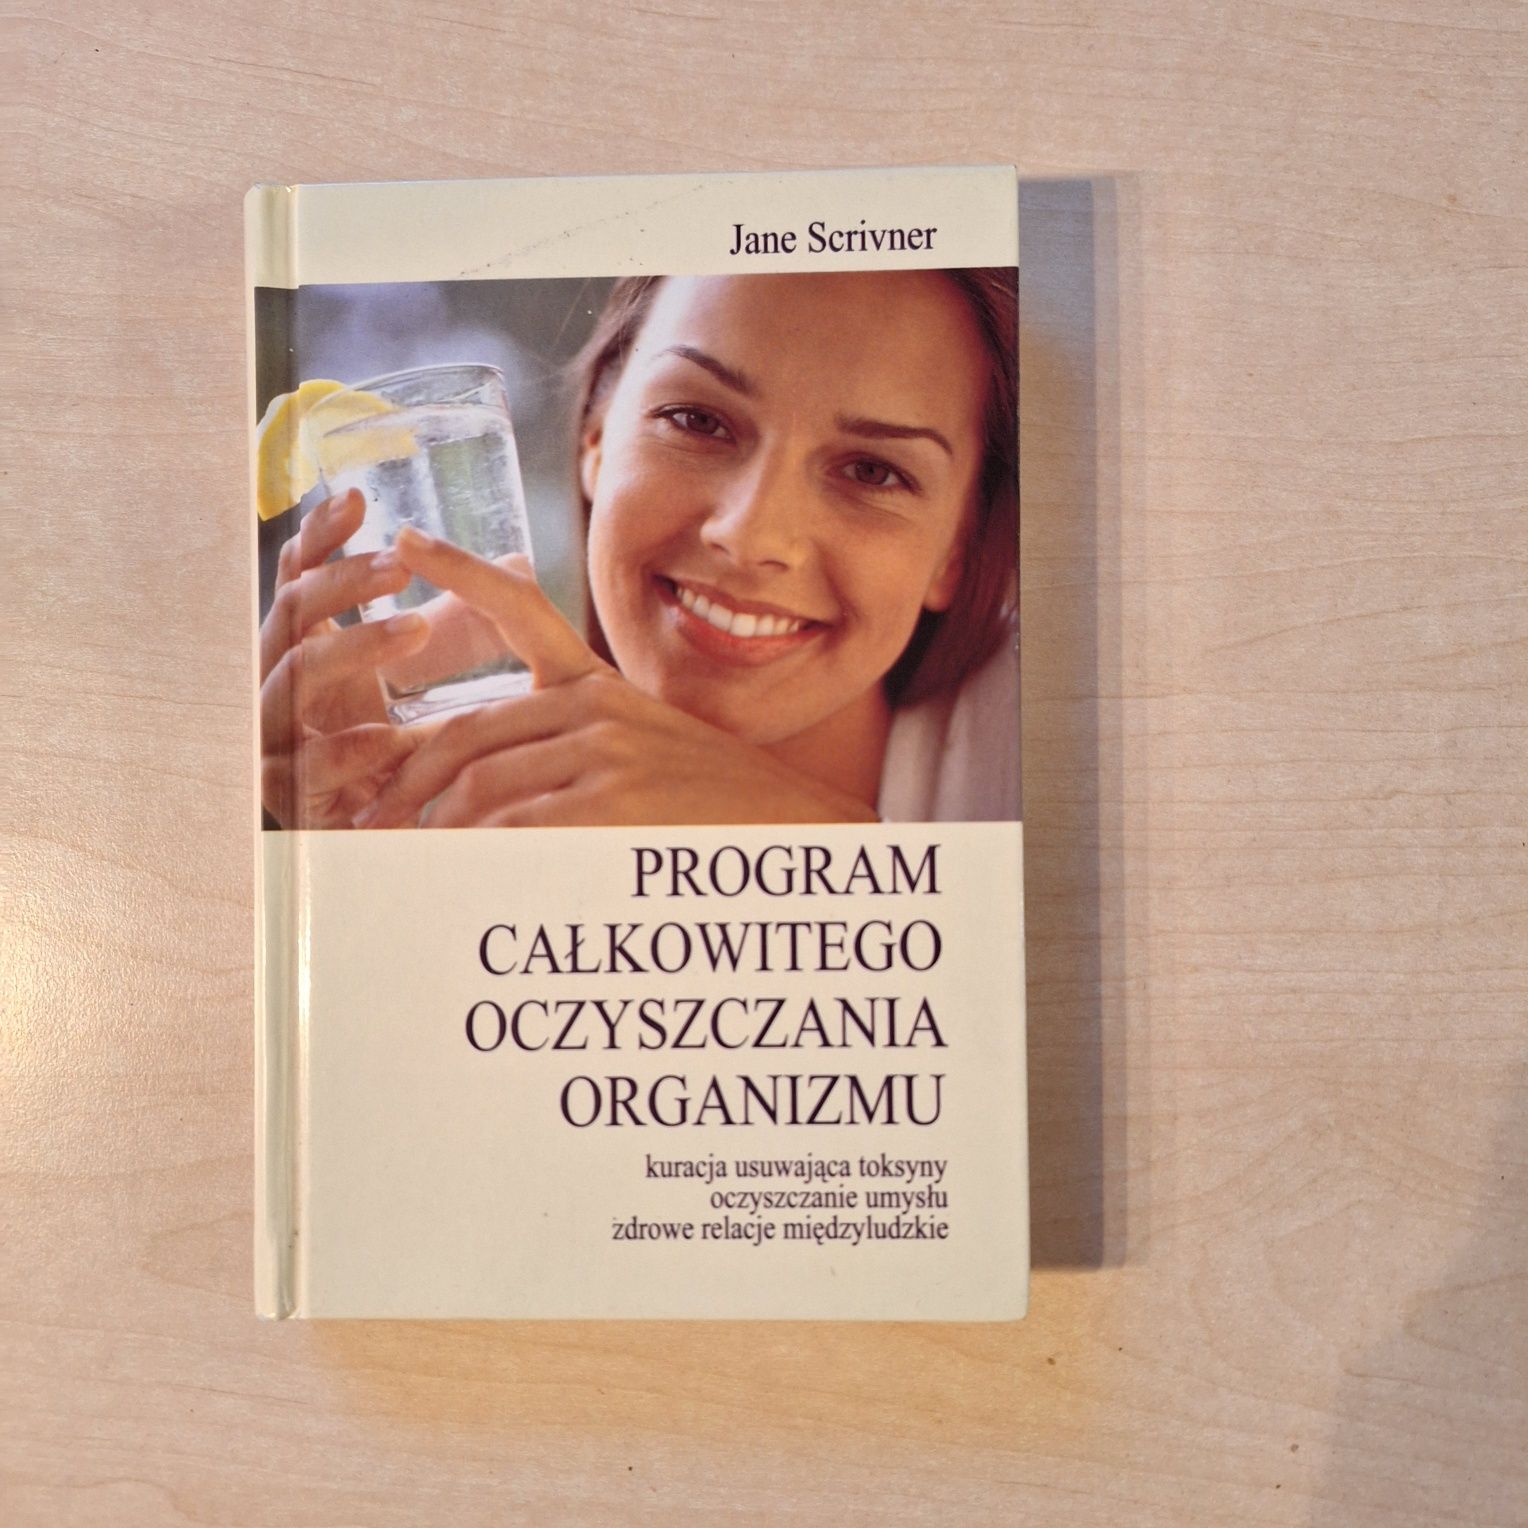 Jane Scrivner
PROGRAM
CAŁKOWITEGO
OCZYSZCZANIA
ORGANIZMU
kuracja usuwająca toksyny
oczyszczanie umysłu
zdrowe relacje międzyludzkie